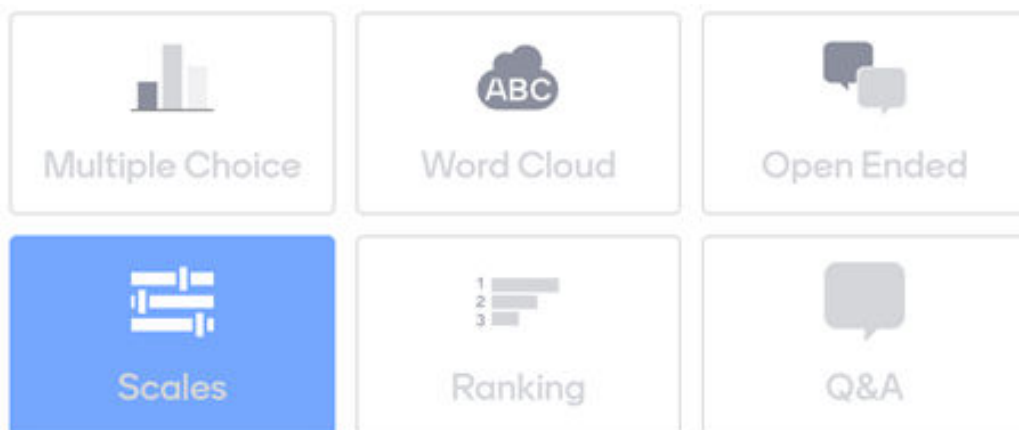 ABC
Multiple Choice
Word Cloud
Open Ended
1
2
3
Scales
Ranking
Q&A